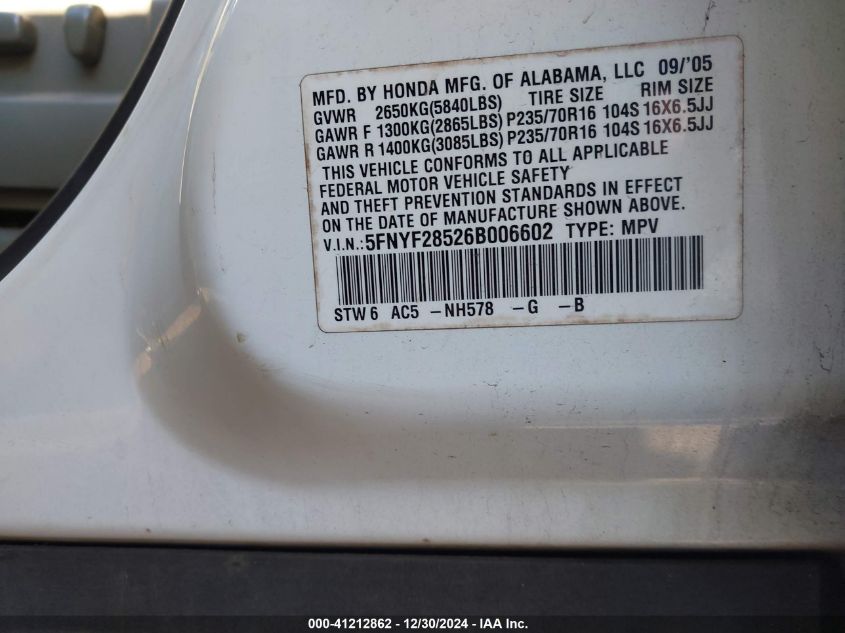 MFD. BY HONDA MFG. OF ALABAMA, LLC 09/'05
GVWR 2650KG(5840LBS) TIRE SIZE RIM SIZE
GAWR F 1300KG(2865LBS) P235/70R16 104S 16X6.5JJ
GAWR R 1400KG(3085LBS) P235/70R16 104S 16X6.5JJ
THIS VEHICLE CONFORMS TO ALL APPLICABLE
FEDERAL MOTOR VEHICLE SAFETY
AND THEFT PREVENTION STANDARDS IN EFFECT
ON THE DATE OF MANUFACTURE SHOWN ABOVE.
V.I.N.: 5FNYF28526B006602 TYPE: MPV
STW6 AC5 -NH578 -G -B
000-41212862 - 12/30/2024 - IAA Inc.